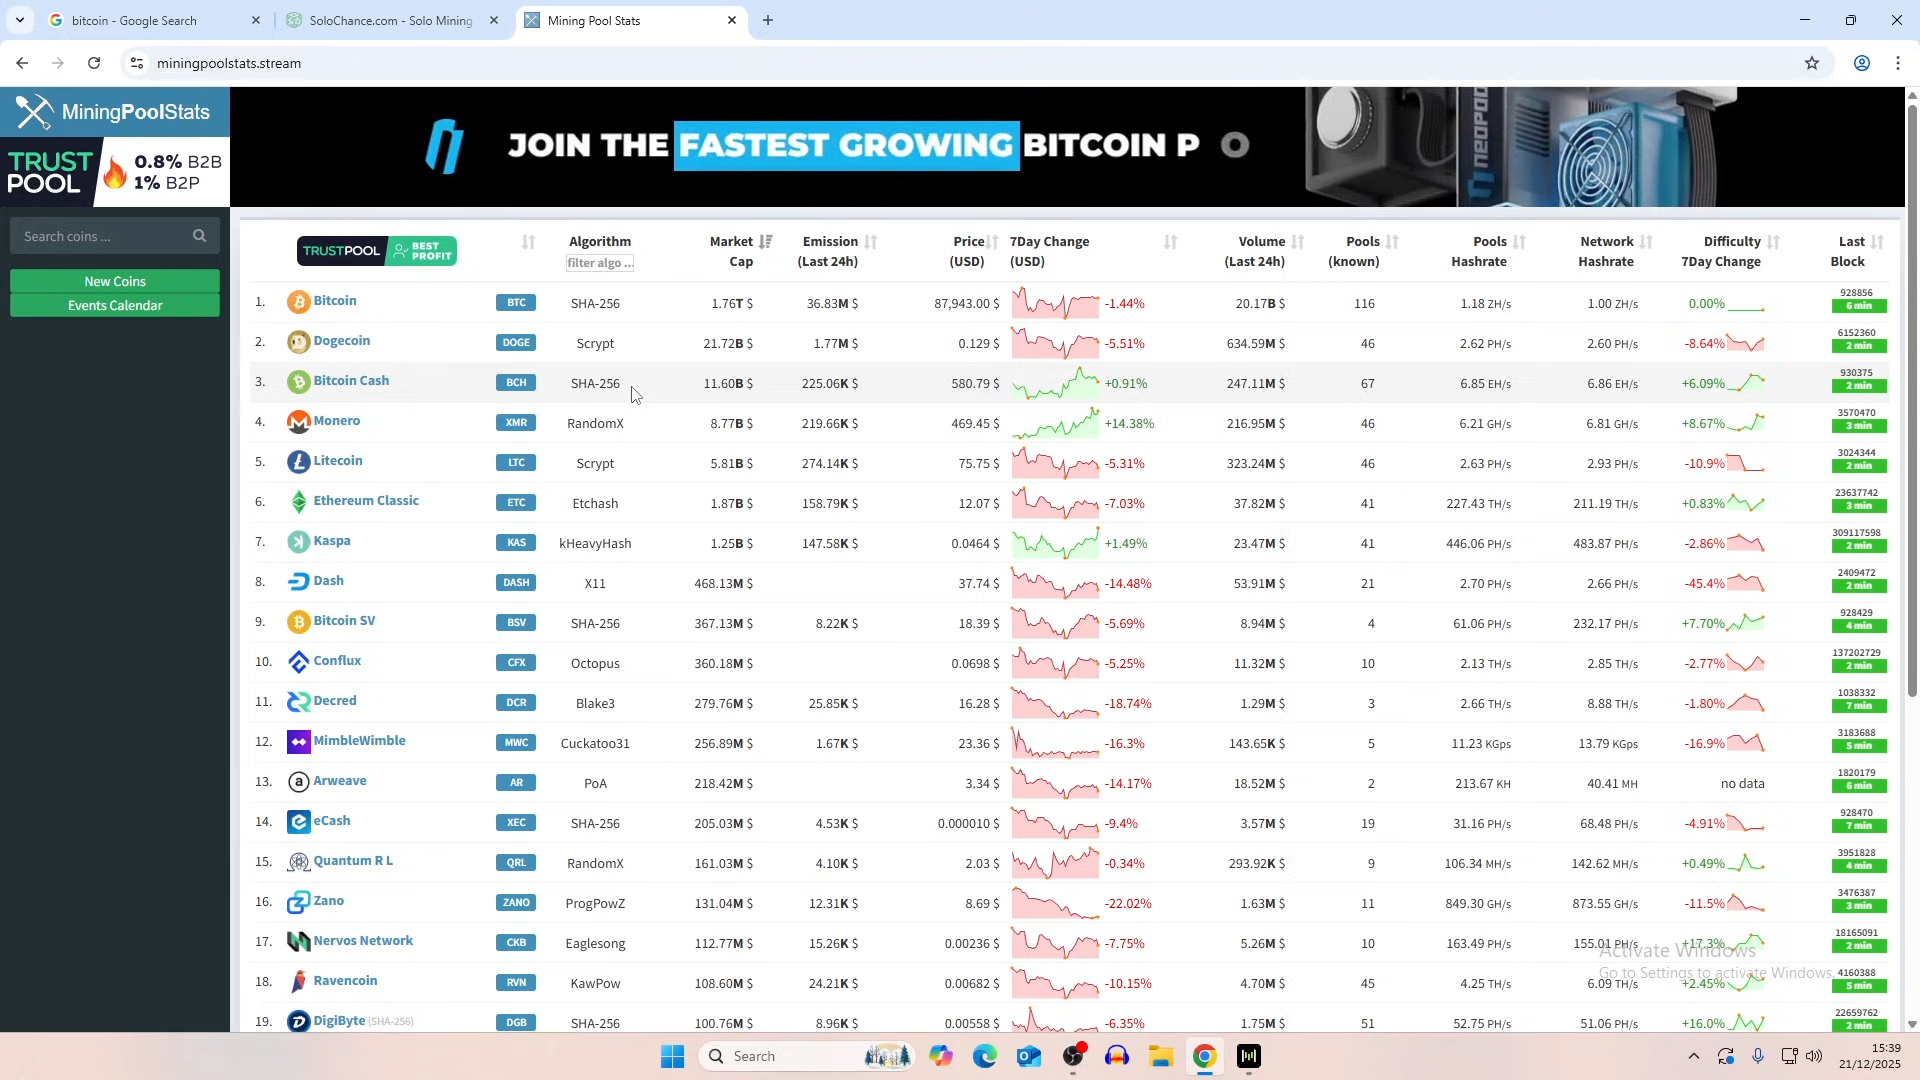 bitcoin - Google Search
SoloChance.com - Solo Mining
Mining Pool Stats
miningpoolstats.stream
MiningPoolStats
TRUST POOL 0.8% B2B 1% B2P
JOIN THE FASTEST GROWING BITCOIN P
NEOPOOL
Search coins ...
New Coins
Events Calendar
TRUSTPOOL BEST PROFIT
Algorithm Market Cap Emission (Last 24h) Price (USD) 7Day Change (USD) Volume (Last 24h) Pools (known) Pools Hashrate Network Hashrate Difficulty 7Day Change Last Block
filter algo ...
1. Bitcoin BTC SHA-256 1.76T $ 36.83M $ 87,943.00 $ -1.44% 20.17B $ 116 1.18 ZH/s 1.00 ZH/s 0.00% 928856 6 min
2. Dogecoin DOGE Scrypt 21.72B $ 1.77M $ 0.129 $ -5.51% 634.59M $ 46 2.62 PH/s 2.60 PH/s -8.64% 6152360 2 min
3. Bitcoin Cash BCH SHA-256 11.60B $ 225.06K $ 580.79 $ +0.91% 247.11M $ 67 6.85 EH/s 6.86 EH/s +6.09% 930375 2 min
4. Monero XMR RandomX 8.77B $ 219.66K $ 469.45 $ +14.38% 216.95M $ 46 6.21 GH/s 6.81 GH/s +8.67% 3570470 3 min
5. Litecoin LTC Scrypt 5.81B $ 274.14K $ 75.75 $ -5.31% 323.24M $ 46 2.63 PH/s 2.93 PH/s -10.9% 3024344 2 min
6. Ethereum Classic ETC Etchash 1.87B $ 158.79K $ 12.07 $ -7.03% 37.82M $ 41 227.43 TH/s 211.19 TH/s +0.83% 23637742 3 min
7. Kaspa KAS kHeavyHash 1.25B $ 147.58K $ 0.0464 $ +1.49% 23.47M $ 41 446.06 PH/s 483.87 PH/s -2.86% 309117598 2 min
8. Dash DASH X11 468.13M $ 37.74 $ -14.48% 53.91M $ 21 2.70 PH/s 2.66 PH/s -45.4% 2409472 2 min
9. Bitcoin SV BSV SHA-256 367.13M $ 8.22K $ 18.39 $ -5.69% 8.94M $ 4 61.06 PH/s 232.17 PH/s +7.70% 928429 4 min
10. Conflux CFX Octopus 360.18M $ 0.0698 $ -5.25% 11.32M $ 10 2.13 TH/s 2.85 TH/s -2.77% 137202729 2 min
11. Decred DCR Blake3 279.76M $ 25.85K $ 16.28 $ -18.74% 1.29M $ 3 2.66 TH/s 8.88 TH/s -1.80% 1038332 7 min
12. MimbleWimble MWC Cuckatoo31 256.89M $ 1.67K $ 23.36 $ -16.3% 143.65K $ 5 11.23 KGps 13.79 KGps -16.9% 3183688 5 min
13. Arweave AR PoA 218.42M $ 3.34 $ -14.17% 18.52M $ 2 213.67 KH 40.41 MH no data 1820179 6 min
14. eCash XEC SHA-256 205.03M $ 4.53K $ 0.000010 $ -9.4% 3.57M $ 19 31.16 PH/s 68.48 PH/s -4.91% 928470 7 min
15. Quantum R L QRL RandomX 161.03M $ 4.10K $ 2.03 $ -0.34% 293.92K $ 9 106.34 MH/s 142.62 MH/s +0.49% 3951828 4 min
16. Zano ZANO ProgPowZ 131.04M $ 12.31K $ 8.69 $ -22.02% 1.63M $ 11 849.30 GH/s 873.55 GH/s -11.5% 3476387 3 min
17. Nervos Network CKB Eaglesong 112.77M $ 15.26K $ 0.00236 $ -7.75% 5.26M $ 10 163.49 PH/s 155.01 PH/s +17.3% 18165091 2 min
18. Ravencoin RVN KawPow 108.60M $ 24.21K $ 0.00682 $ -10.15% 4.70M $ 45 4.25 TH/s 6.09 TH/s +2.45% 4160388 5 min
19. DigiByte (SHA-256) DGB SHA-256 100.76M $ 8.96K $ 0.00558 $ -6.35% 1.75M $ 51 52.75 PH/s 51.06 PH/s +16.0% 22659762 2 min
Activate Windows
Go to Settings to activate Windows.
Search
15:39
21/12/2025